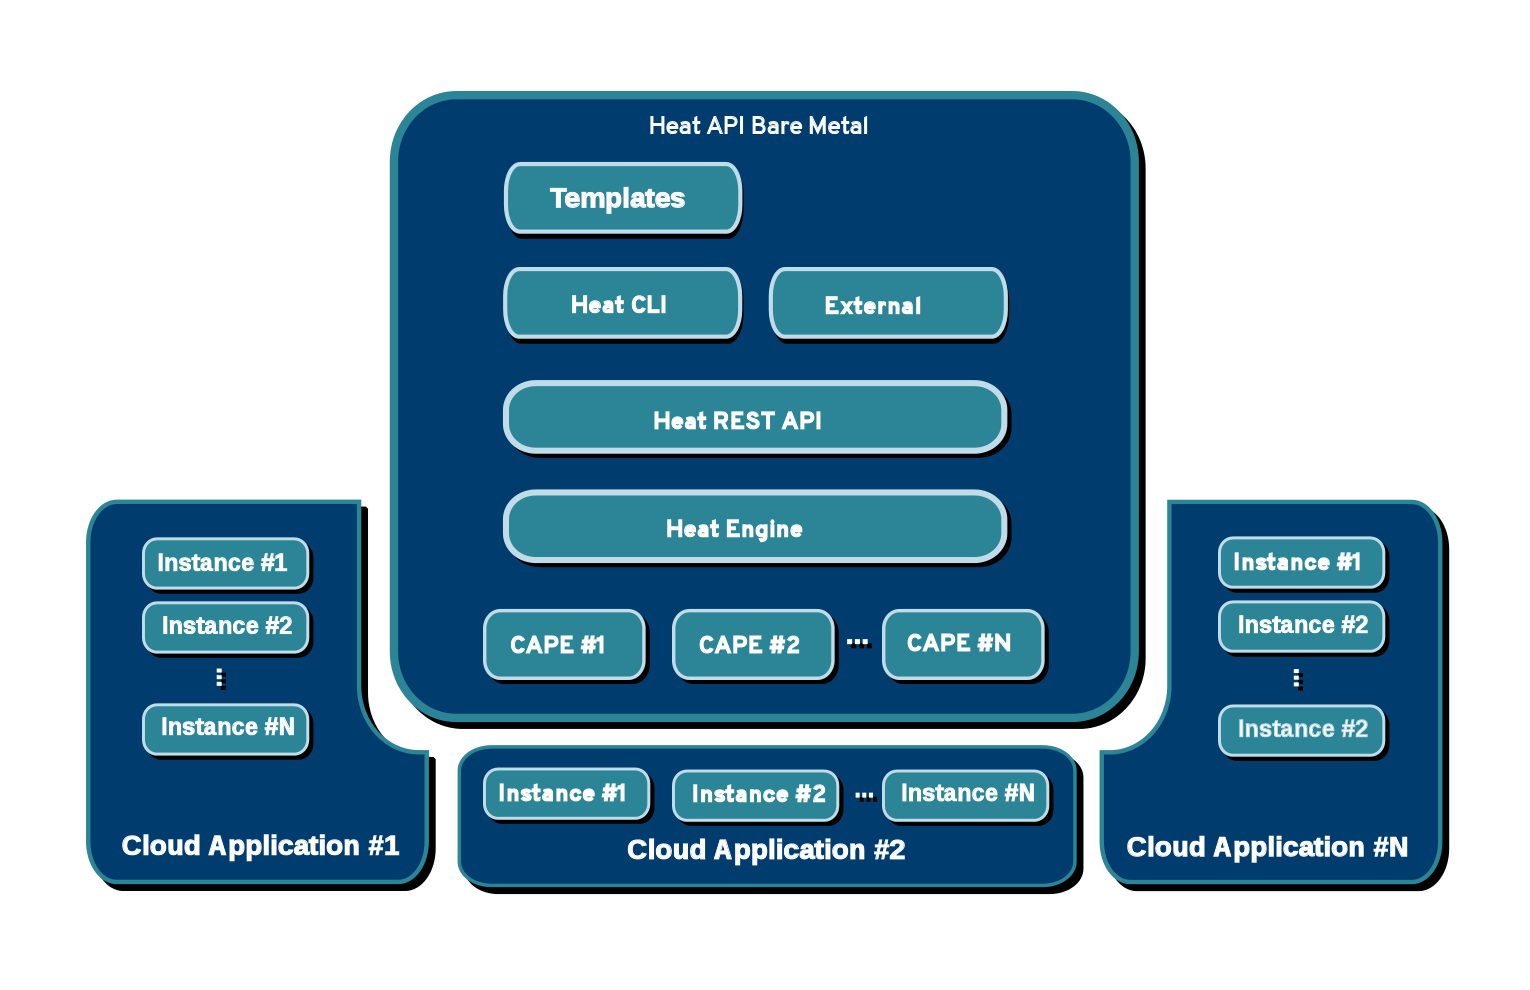 Heat API Bare Metal
Templates
Heat CLI
External
Heat REST API
Heat Engine
CAPE #1
CAPE #2
...
CAPE #N
Instance #1
Instance #2
...
Instance #N
Cloud Application #1
Instance #1
Instance #2
...
Instance #N
Cloud Application #2
Instance #1
Instance #2
...
Instance #2
Cloud Application #N